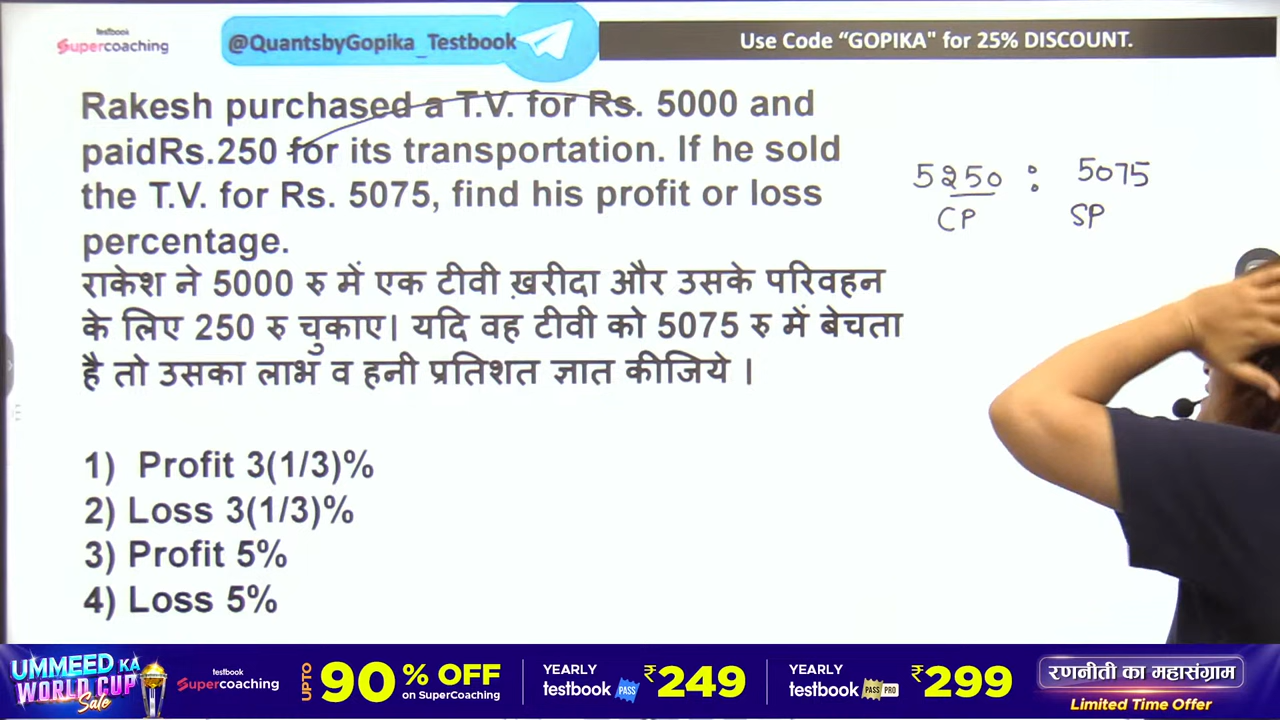 testbook
Supercoaching
@QuantsbyGopika_Testbook
Use Code “GOPIKA" for 25% DISCOUNT.
Rakesh purchased a T.V. for Rs. 5000 and
paidRs.250 for its transportation. If he sold
the T.V. for Rs. 5075, find his profit or loss
percentage.
5250 : 5075
CP SP
राकेश ने 5000 रु में एक टीवी ख़रीदा और उसके परिवहन
के लिए 250 रु चुकाए। यदि वह टीवी को 5075 रु में बेचता
है तो उसका लाभ व हनी प्रतिशत ज्ञात कीजिये ।
1) Profit 3(1/3)%
2) Loss 3(1/3)%
3) Profit 5%
4) Loss 5%
UMMEED KA
WORLD CUP
Sale
testbook
Supercoaching
UPTO 90% OFF
on SuperCoaching
YEARLY
testbook PASS
₹249
YEARLY
testbook PASS PRO
₹299
रणनीती का महासंग्राम
Limited Time Offer